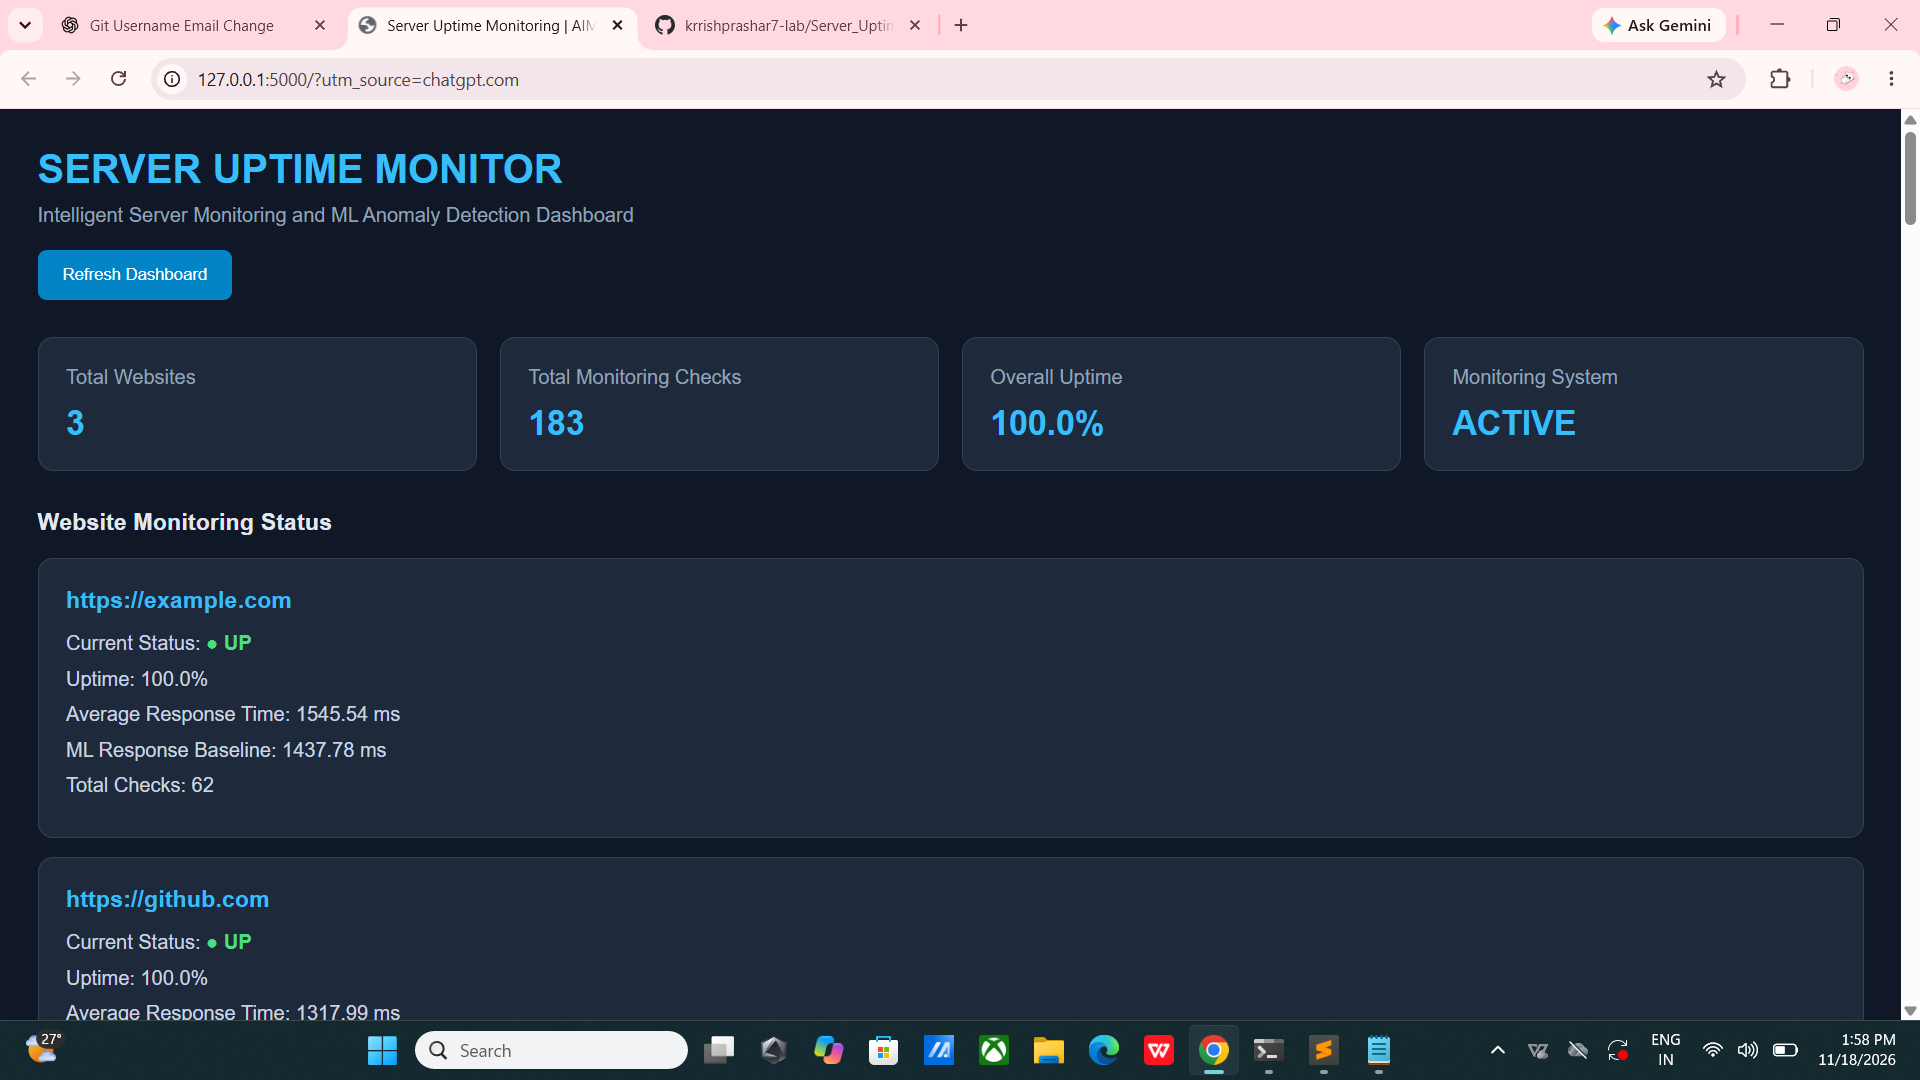 Git Username Email Change
Server Uptime Monitoring | AIM
krrishprashar7-lab/Server_Uptim
Ask Gemini
127.0.0.1:5000/?utm_source=chatgpt.com
SERVER UPTIME MONITOR
Intelligent Server Monitoring and ML Anomaly Detection Dashboard
Refresh Dashboard
Total Websites
3
Total Monitoring Checks
183
Overall Uptime
100.0%
Monitoring System
ACTIVE
Website Monitoring Status
https://example.com
Current Status: ● UP
Uptime: 100.0%
Average Response Time: 1545.54 ms
ML Response Baseline: 1437.78 ms
Total Checks: 62
https://github.com
Current Status: ● UP
Uptime: 100.0%
Average Response Time: 1317.99 ms
27°
Search
ENG
IN
1:58 PM
11/18/2026